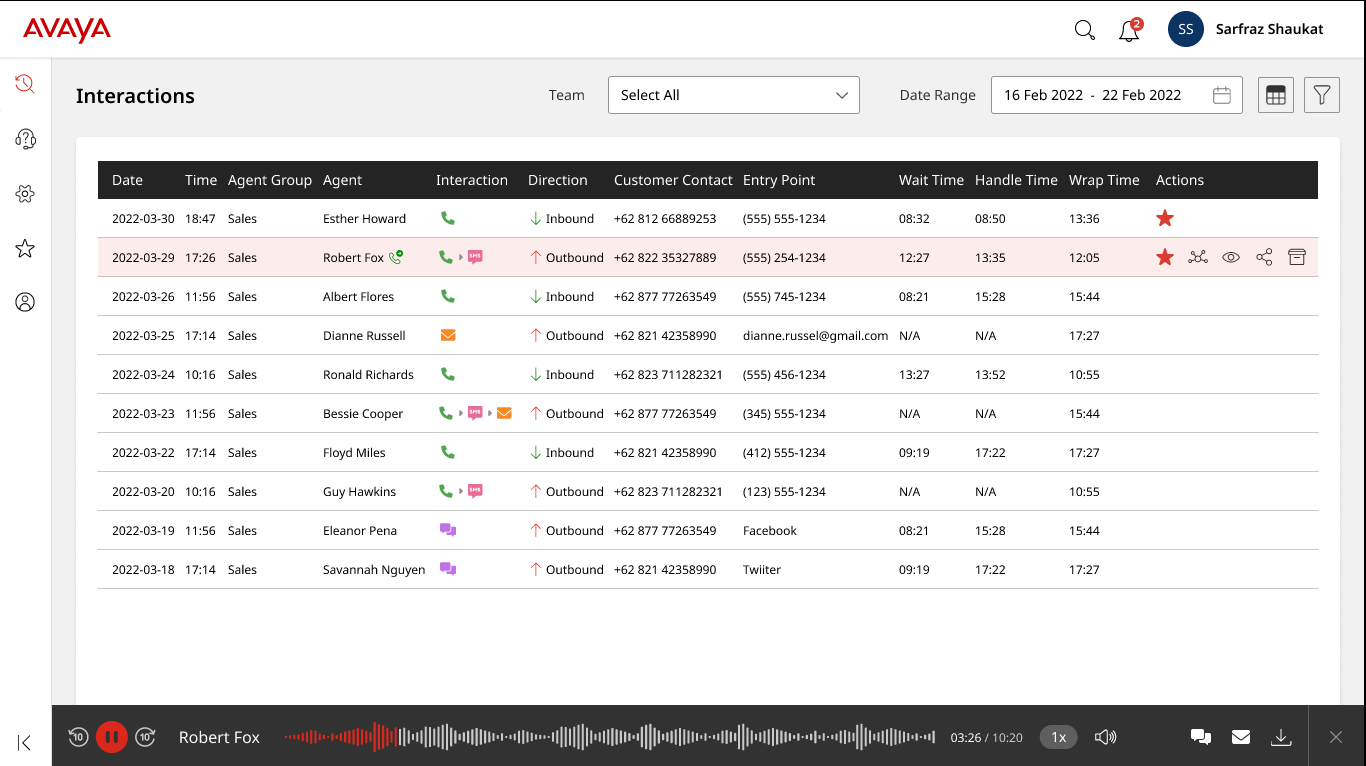 AVAYA
2
SS
Sarfraz Shaukat
Interactions
Team
Select All
Date Range
16 Feb 2022 - 22 Feb 2022
Date Time Agent Group Agent Interaction Direction Customer Contact Entry Point Wait Time Handle Time Wrap Time Actions
2022-03-30 18:47 Sales Esther Howard Inbound +62 812 66889253 (555) 555-1234 08:32 08:50 13:36
2022-03-29 17:26 Sales Robert Fox SMS Outbound +62 822 35327889 (555) 254-1234 12:27 13:35 12:05
2022-03-26 11:56 Sales Albert Flores Inbound +62 877 77263549 (555) 745-1234 08:21 15:28 15:44
2022-03-25 17:14 Sales Dianne Russell Outbound +62 821 42358990 dianne.russel@gmail.com N/A N/A 17:27
2022-03-24 10:16 Sales Ronald Richards Inbound +62 823 711282321 (555) 456-1234 13:27 13:52 10:55
2022-03-23 11:56 Sales Bessie Cooper SMS Outbound +62 877 77263549 (345) 555-1234 N/A N/A 15:44
2022-03-22 17:14 Sales Floyd Miles Inbound +62 821 42358990 (412) 555-1234 09:19 17:22 17:27
2022-03-20 10:16 Sales Guy Hawkins SMS Outbound +62 823 711282321 (123) 555-1234 N/A N/A 10:55
2022-03-19 11:56 Sales Eleanor Pena Outbound +62 877 77263549 Facebook 08:21 15:28 15:44
2022-03-18 17:14 Sales Savannah Nguyen Outbound +62 821 42358990 Twiiter 09:19 17:22 17:27
10
10
Robert Fox
03:26 / 10:20
1x